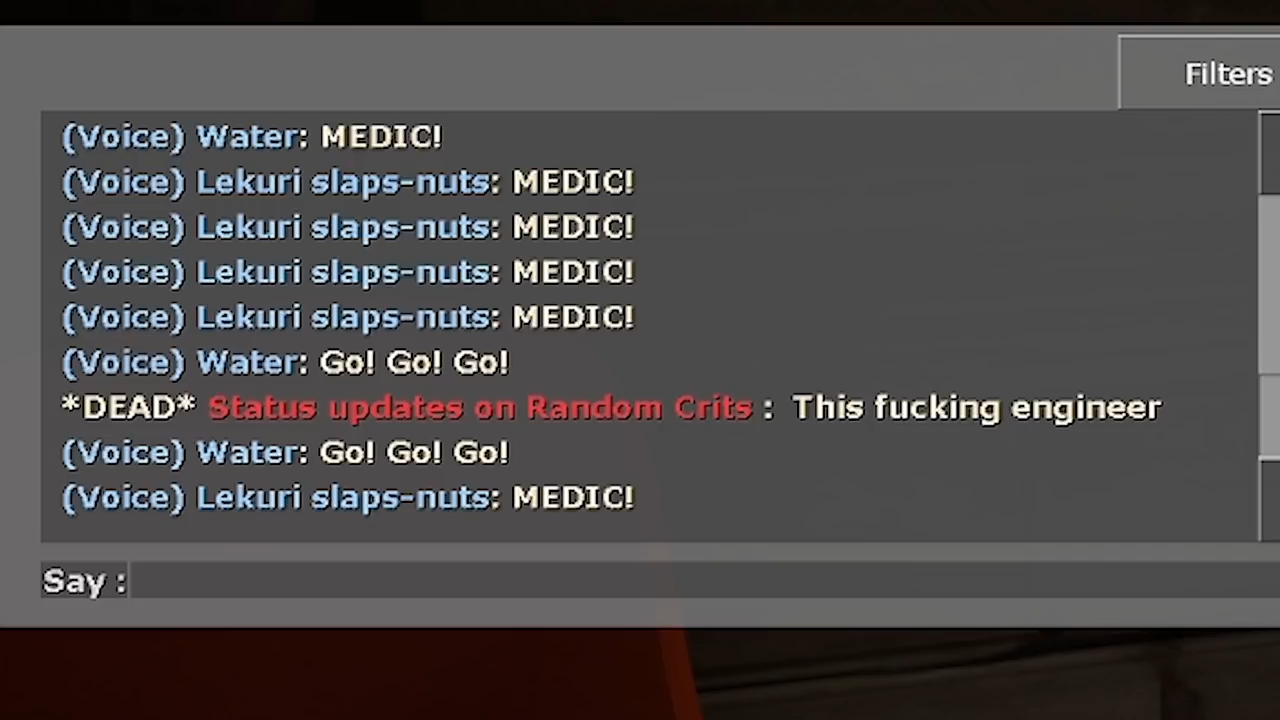 Filters
(Voice) Water: MEDIC!
(Voice) Lekuri slaps-nuts: MEDIC!
(Voice) Lekuri slaps-nuts: MEDIC!
(Voice) Lekuri slaps-nuts: MEDIC!
(Voice) Lekuri slaps-nuts: MEDIC!
(Voice) Water: Go! Go! Go!
*DEAD* Status updates on Random Crits :  This fucking engineer
(Voice) Water: Go! Go! Go!
(Voice) Lekuri slaps-nuts: MEDIC!
Say :